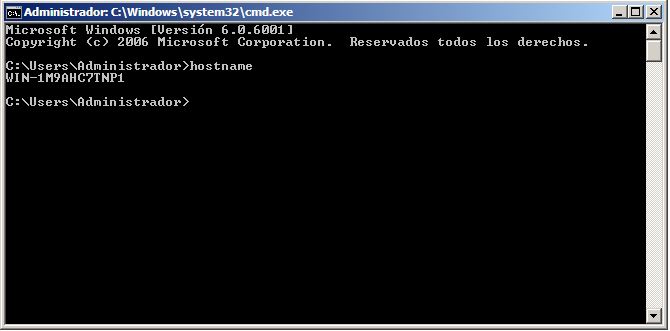 Administrador: C:\Windows\system32\cmd.exe
Microsoft Windows [Versión 6.0.6001]
Copyright (c) 2006 Microsoft Corporation.  Reservados todos los derechos.
C:\Users\Administrador>hostname
WIN-1M9AHC7TNP1
C:\Users\Administrador>